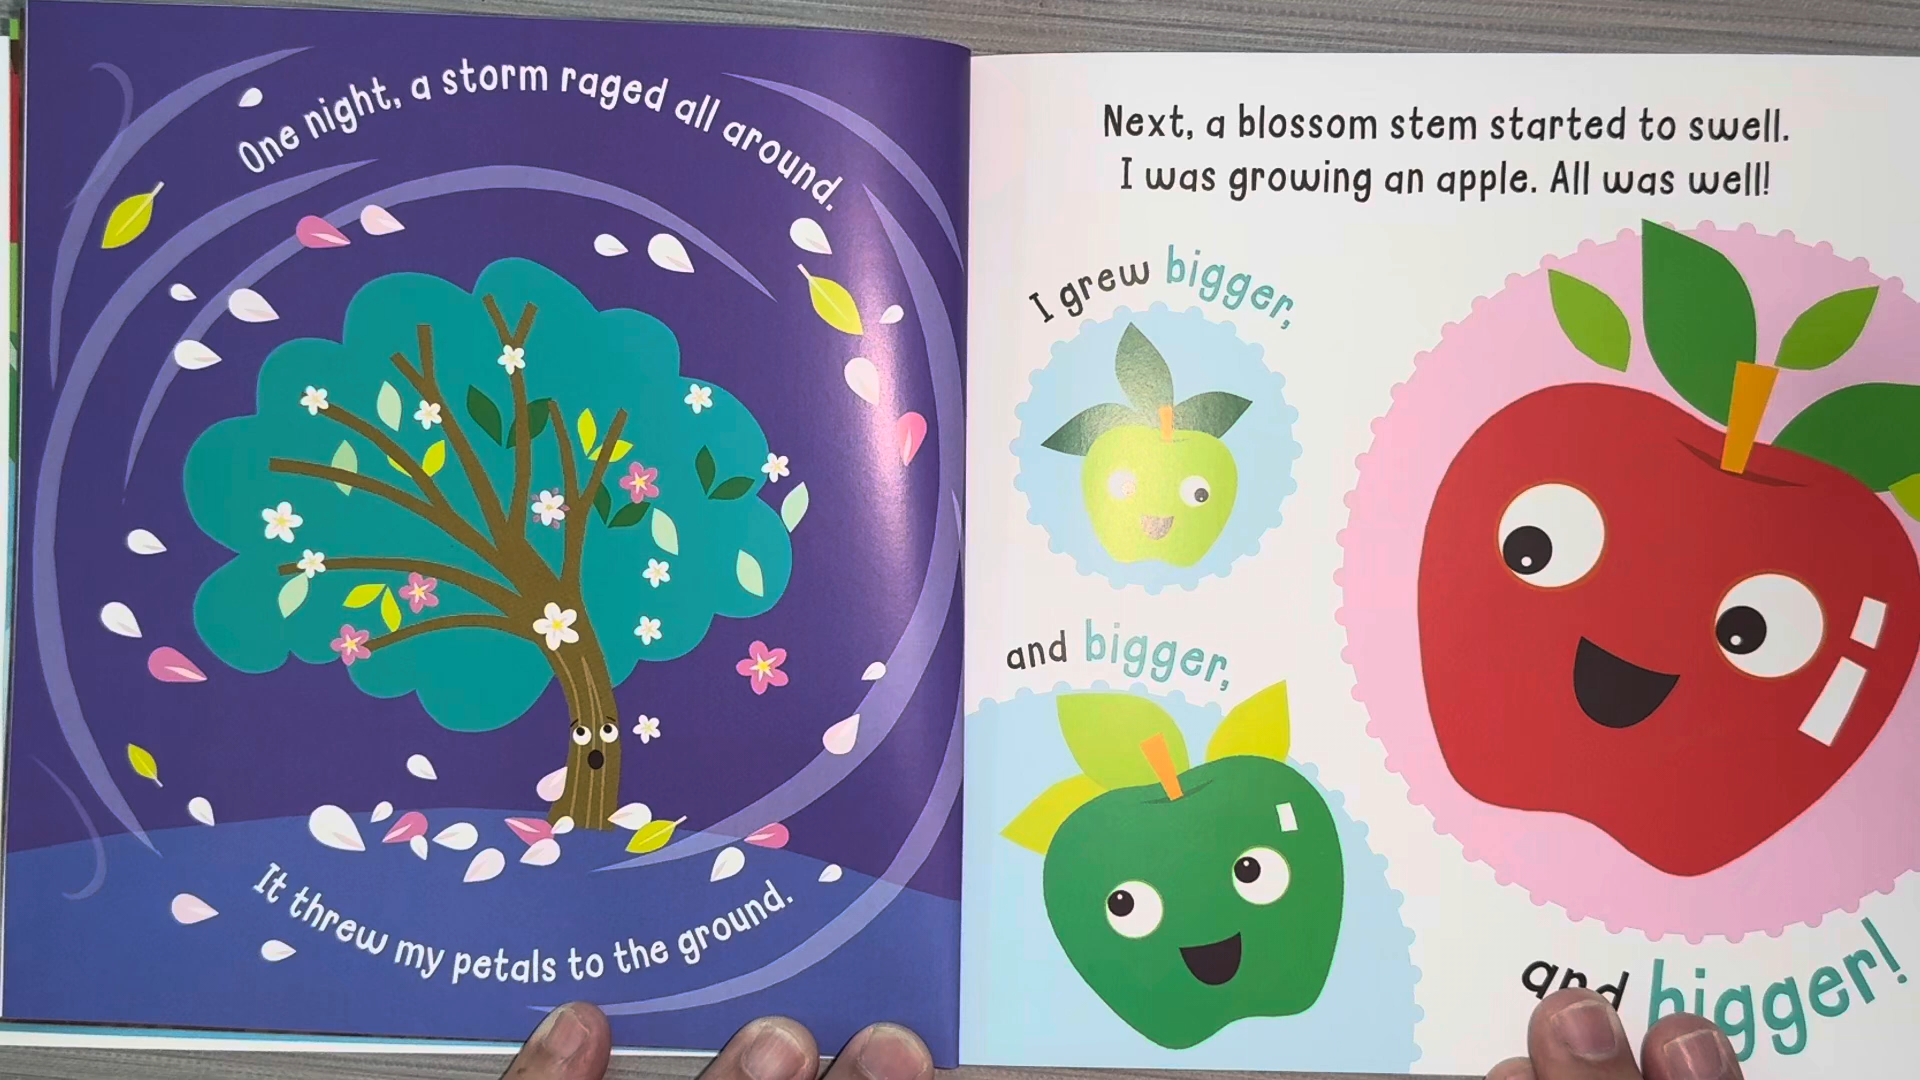 One night, a storm raged all around.
It threw my petals to the ground.
Next, a blossom stem started to swell.
I was growing an apple. All was well!
I grew bigger,
and bigger,
and bigger!